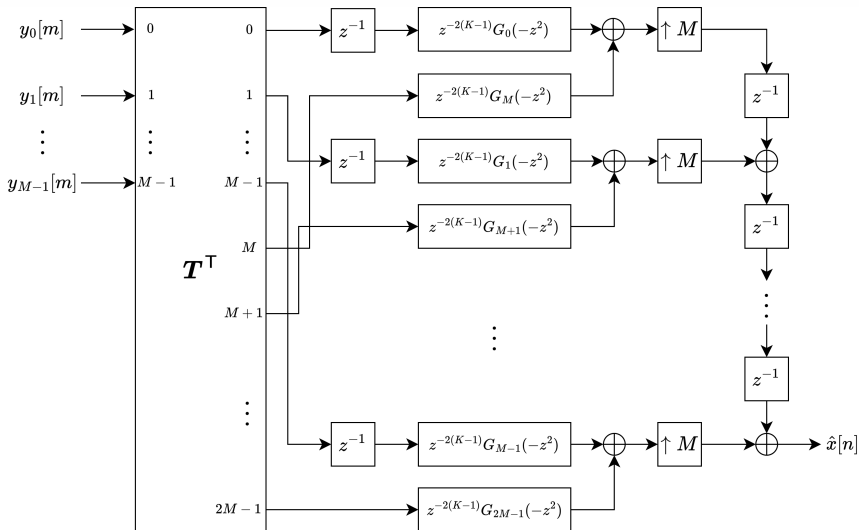 y_0[m] 0 0 z^{-1} z^{-2(K-1)}G_0(-z^2) ↑ M
y_1[m] 1 1 z^{-2(K-1)}G_M(-z^2) z^{-1}
⋮ ⋮ ⋮ z^{-1} z^{-2(K-1)}G_1(-z^2) ↑ M
y_{M-1}[m] M-1 M-1
z^{-2(K-1)}G_{M+1}(-z^2) z^{-1}
M
T^T
M+1 ⋮
⋮
z^{-1}
⋮
z^{-1} z^{-2(K-1)}G_{M-1}(-z^2) ↑ M x̂[n]
2M-1 z^{-2(K-1)}G_{2M-1}(-z^2)